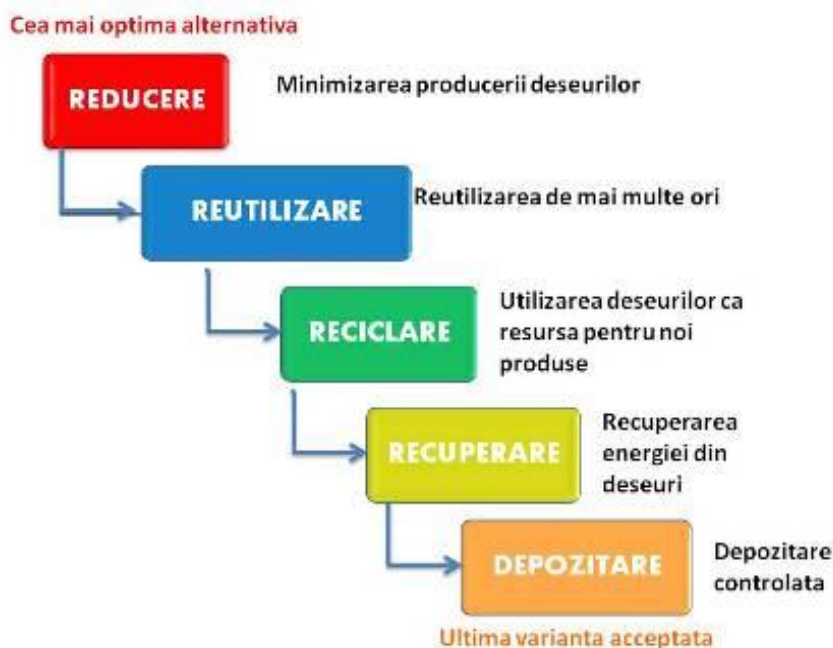 Cea mai optima alternativa
REDUCERE
Minimizarea producerii deseurilor
REUTILIZARE
Reutilizarea de mai multe ori
RECICLARE
Utilizarea deseurilor ca
resursa pentru noi
produse
RECUPERARE
Recuperarea
energiei din
deseuri
DEPOZITARE
Depozitare
controlata
Ultima varianta acceptata